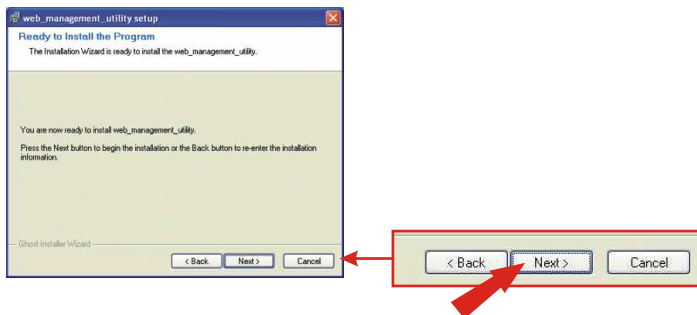 web_management_utility setup
Ready to Install the Program
The Installation Wizard is ready to install the web_management_utility.
You are now ready to install web_management_utility.
Press the Next button to begin the installation or the Back button to re-enter the installation
information.
Ghost Installer Wizard
< Back Next > Cancel
< Back Next > Cancel